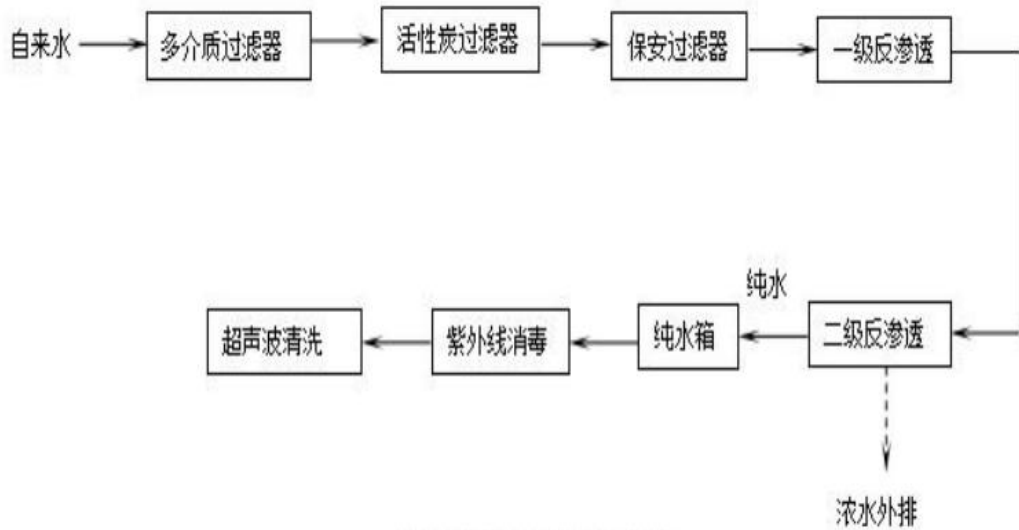 自来水
多介质过滤器
活性炭过滤器
保安过滤器
一级反渗透
纯水
超声波清洗
紫外线消毒
纯水箱
二级反渗透
浓水外排